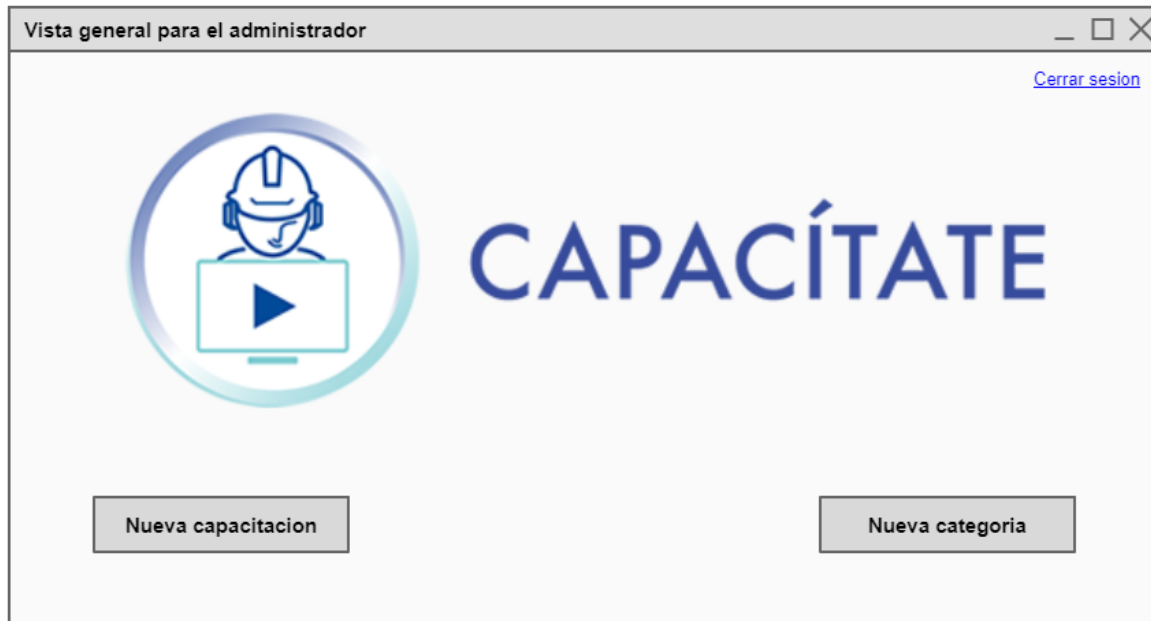 Vista general para el administrador
Cerrar sesion
CAPACÍTATE
Nueva capacitacion
Nueva categoria